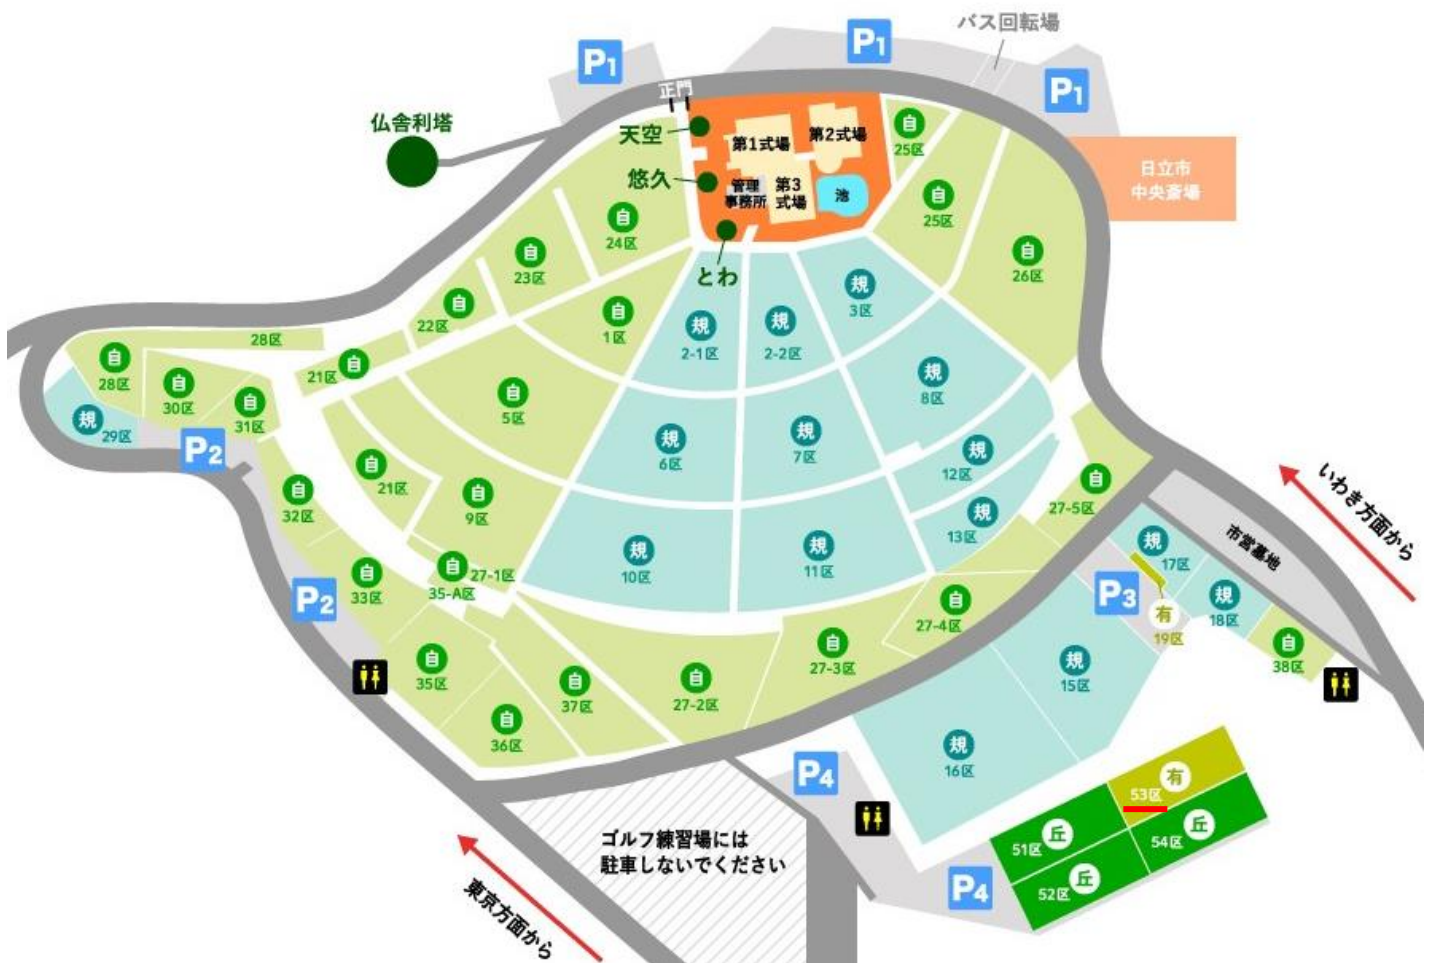 バス回転場
P1
P1
P1
正門
仏舎利塔
天空
第1式場
第2式場
自
25区
悠久
管理
事務所
第3
式場
池
日立市
中央斎場
自
24区
自
25区
自
23区
自
26区
とわ
自
22区
自
1区
規
2-1区
規
2-2区
規
3区
28区
自
28区
自
30区
自
31区
規
29区
21区
自
自
5区
規
8区
P2
規
6区
規
7区
規
12区
自
21区
自
32区
自
9区
規
13区
自
27-5区
いわき方面から
市営墓地
規
10区
規
11区
規
17区
自
33区
自
35-A区
27-1区
P2
自
27-4区
P3
有
19区
規
18区
自
38区
自
35区
自
27-3区
規
15区
自
37区
自
27-2区
自
36区
規
16区
P4
有
53区
丘
51区
丘
54区
丘
52区
P4
ゴルフ練習場には
駐車しないでください
東京方面から